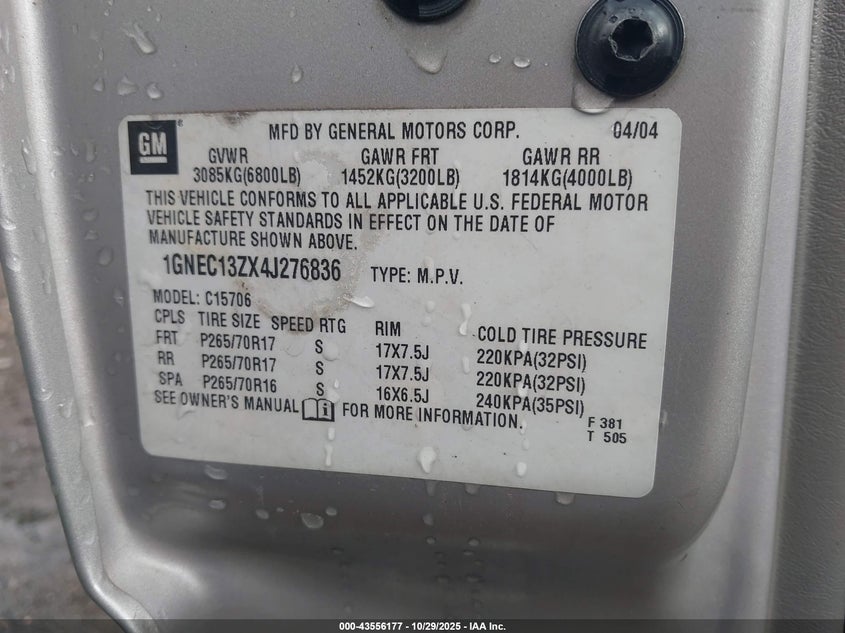 GM
MFD BY GENERAL MOTORS CORP. 04/04
GVWR GAWR FRT GAWR RR
3085KG(6800LB) 1452KG(3200LB) 1814KG(4000LB)
THIS VEHICLE CONFORMS TO ALL APPLICABLE U.S. FEDERAL MOTOR
VEHICLE SAFETY STANDARDS IN EFFECT ON THE DATE OF
MANUFACTURE SHOWN ABOVE.
1GNEC13ZX4J276836 TYPE: M.P.V.
MODEL: C15706
CPLS TIRE SIZE SPEED RTG RIM COLD TIRE PRESSURE
FRT P265/70R17 S 17X7.5J 220KPA(32PSI)
RR P265/70R17 S 17X7.5J 220KPA(32PSI)
SPA P265/70R16 S 16X6.5J 240KPA(35PSI)
SEE OWNER'S MANUAL i FOR MORE INFORMATION.
F 381
T 505
000-43556177 - 10/29/2025 - IAA Inc.